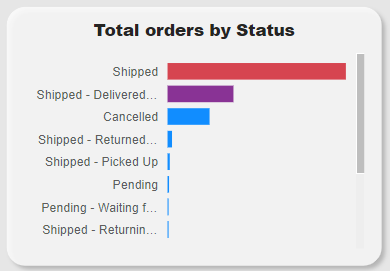 Total orders by Status
Shipped
Shipped - Delivered...
Cancelled
Shipped - Returned...
Shipped - Picked Up
Pending
Pending - Waiting f...
Shipped - Returnin...